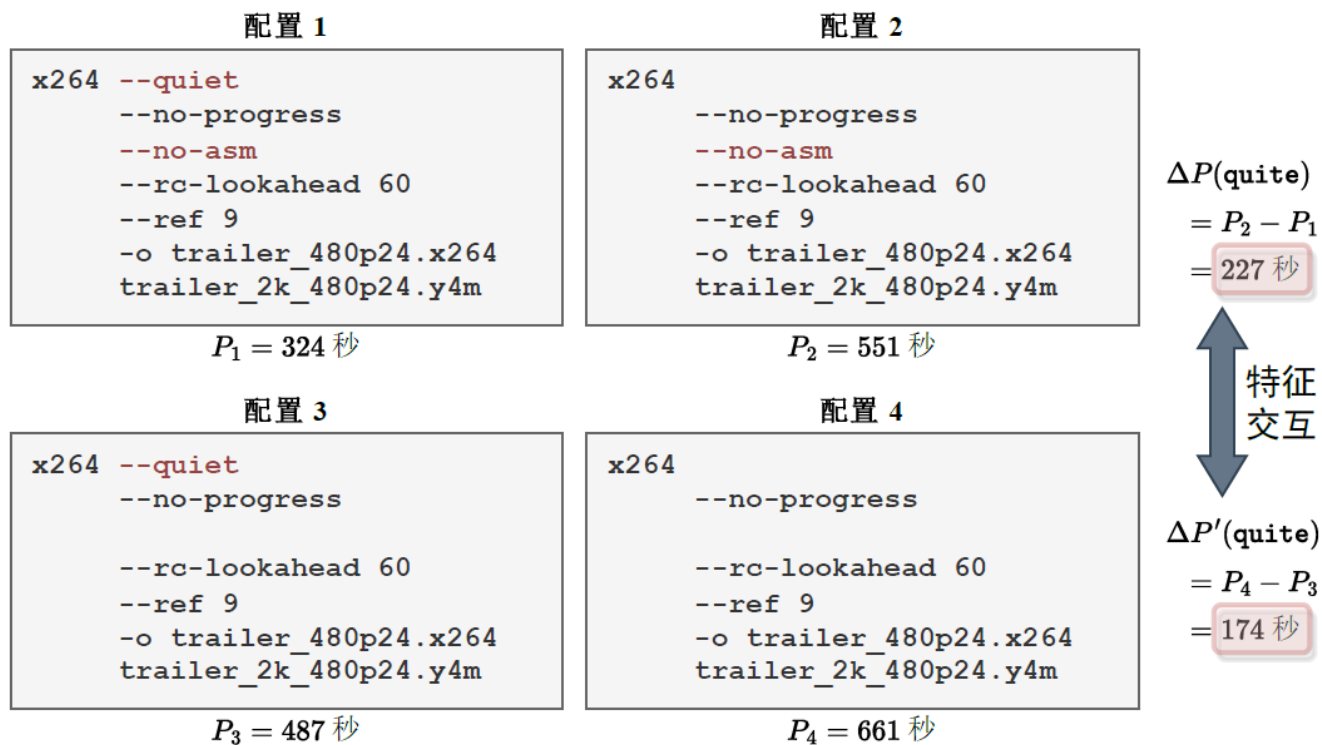 配置 1
x264 --quiet
--no-progress
--no-asm
--rc-lookahead 60
--ref 9
-o trailer_480p24.x264
trailer_2k_480p24.y4m
P₁ = 324 秒
配置 2
x264
--no-progress
--no-asm
--rc-lookahead 60
--ref 9
-o trailer_480p24.x264
trailer_2k_480p24.y4m
P₂ = 551 秒
ΔP(quite)
= P₂ − P₁
= 227 秒
特征
交互
配置 3
x264 --quiet
--no-progress
--rc-lookahead 60
--ref 9
-o trailer_480p24.x264
trailer_2k_480p24.y4m
P₃ = 487 秒
配置 4
x264
--no-progress
--rc-lookahead 60
--ref 9
-o trailer_480p24.x264
trailer_2k_480p24.y4m
P₄ = 661 秒
ΔP′(quite)
= P₄ − P₃
= 174 秒